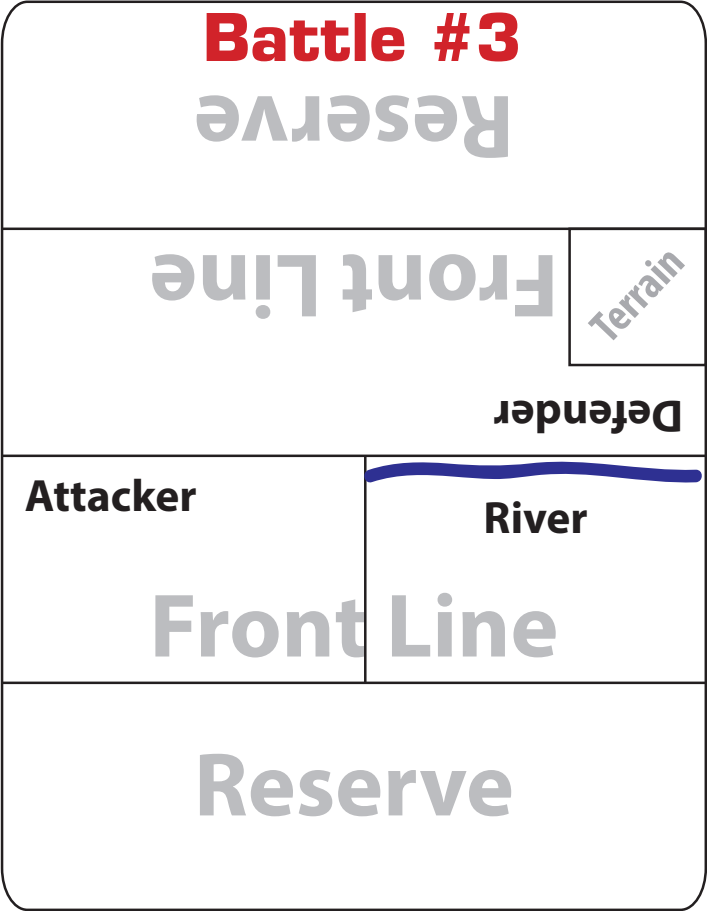 Battle #3
Reserve
Front Line
Terrain
Defender
Attacker
River
Front Line
Reserve